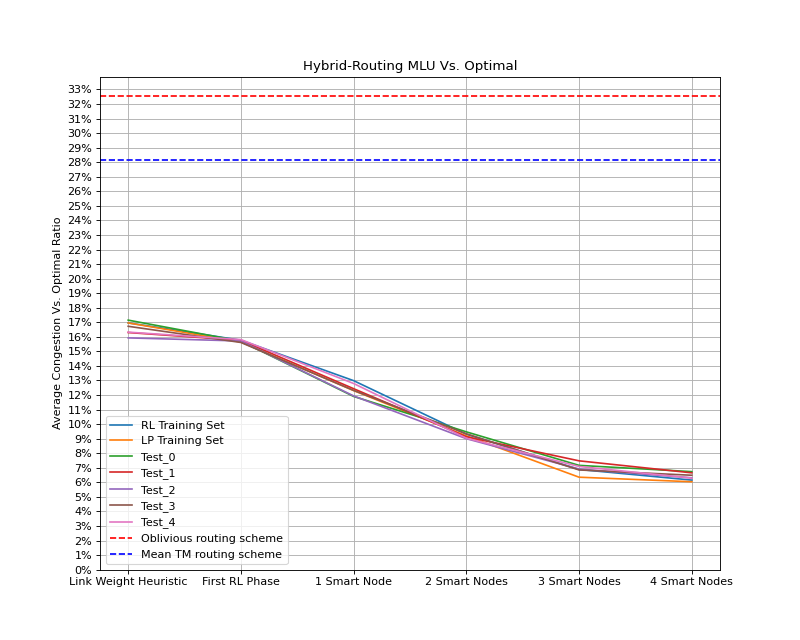 Hybrid-Routing MLU Vs. Optimal
Average Congestion Vs. Optimal Ratio
33%
32%
31%
30%
29%
28%
27%
26%
25%
24%
23%
22%
21%
20%
19%
18%
17%
16%
15%
14%
13%
12%
11%
10%
9%
8%
7%
6%
5%
4%
3%
2%
1%
0%
RL Training Set
LP Training Set
Test_0
Test_1
Test_2
Test_3
Test_4
Oblivious routing scheme
Mean TM routing scheme
Link Weight Heuristic First RL Phase 1 Smart Node 2 Smart Nodes 3 Smart Nodes 4 Smart Nodes